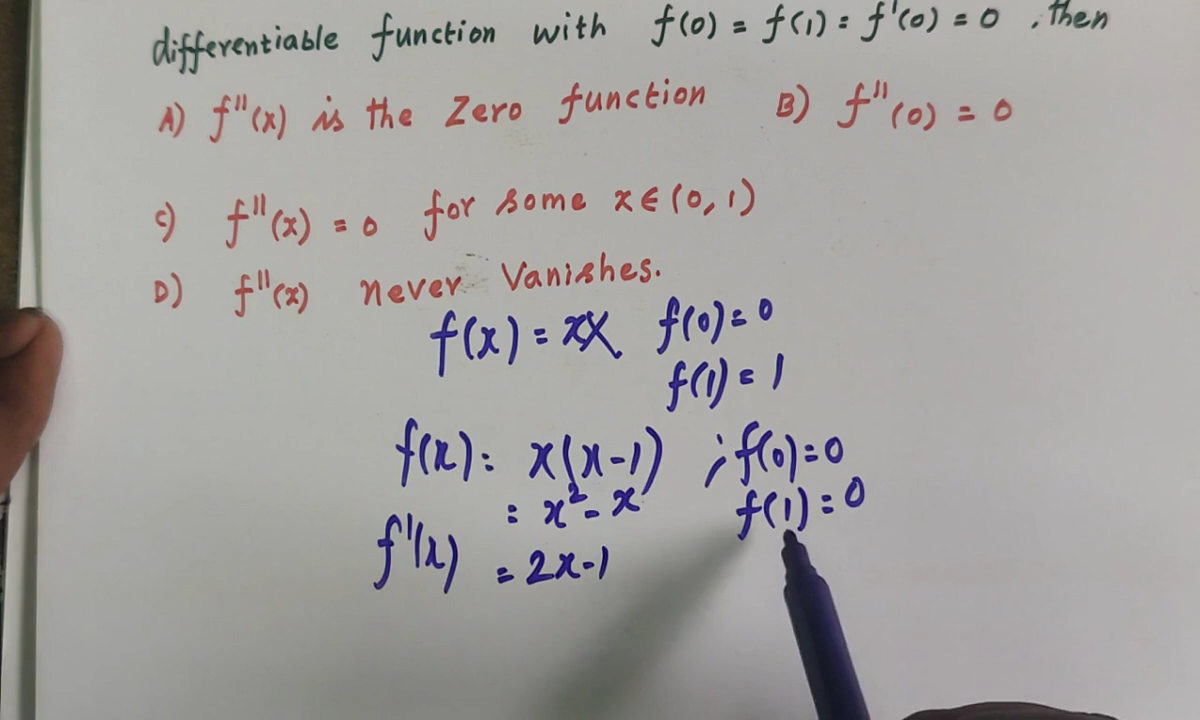 differentiable function with f(0) = f(1) = f'(0) = 0, then
A) f''(x) is the Zero function B) f''(0) = 0
C) f''(x) = 0 for some x ∈ (0,1)
D) f''(x) never Vanishes.
f(x) = x X f(0) = 0
f(1) = 1
f(x) = x(x-1) ; f(0) = 0
= x² - x f(1) = 0
f'(x) = 2x-1